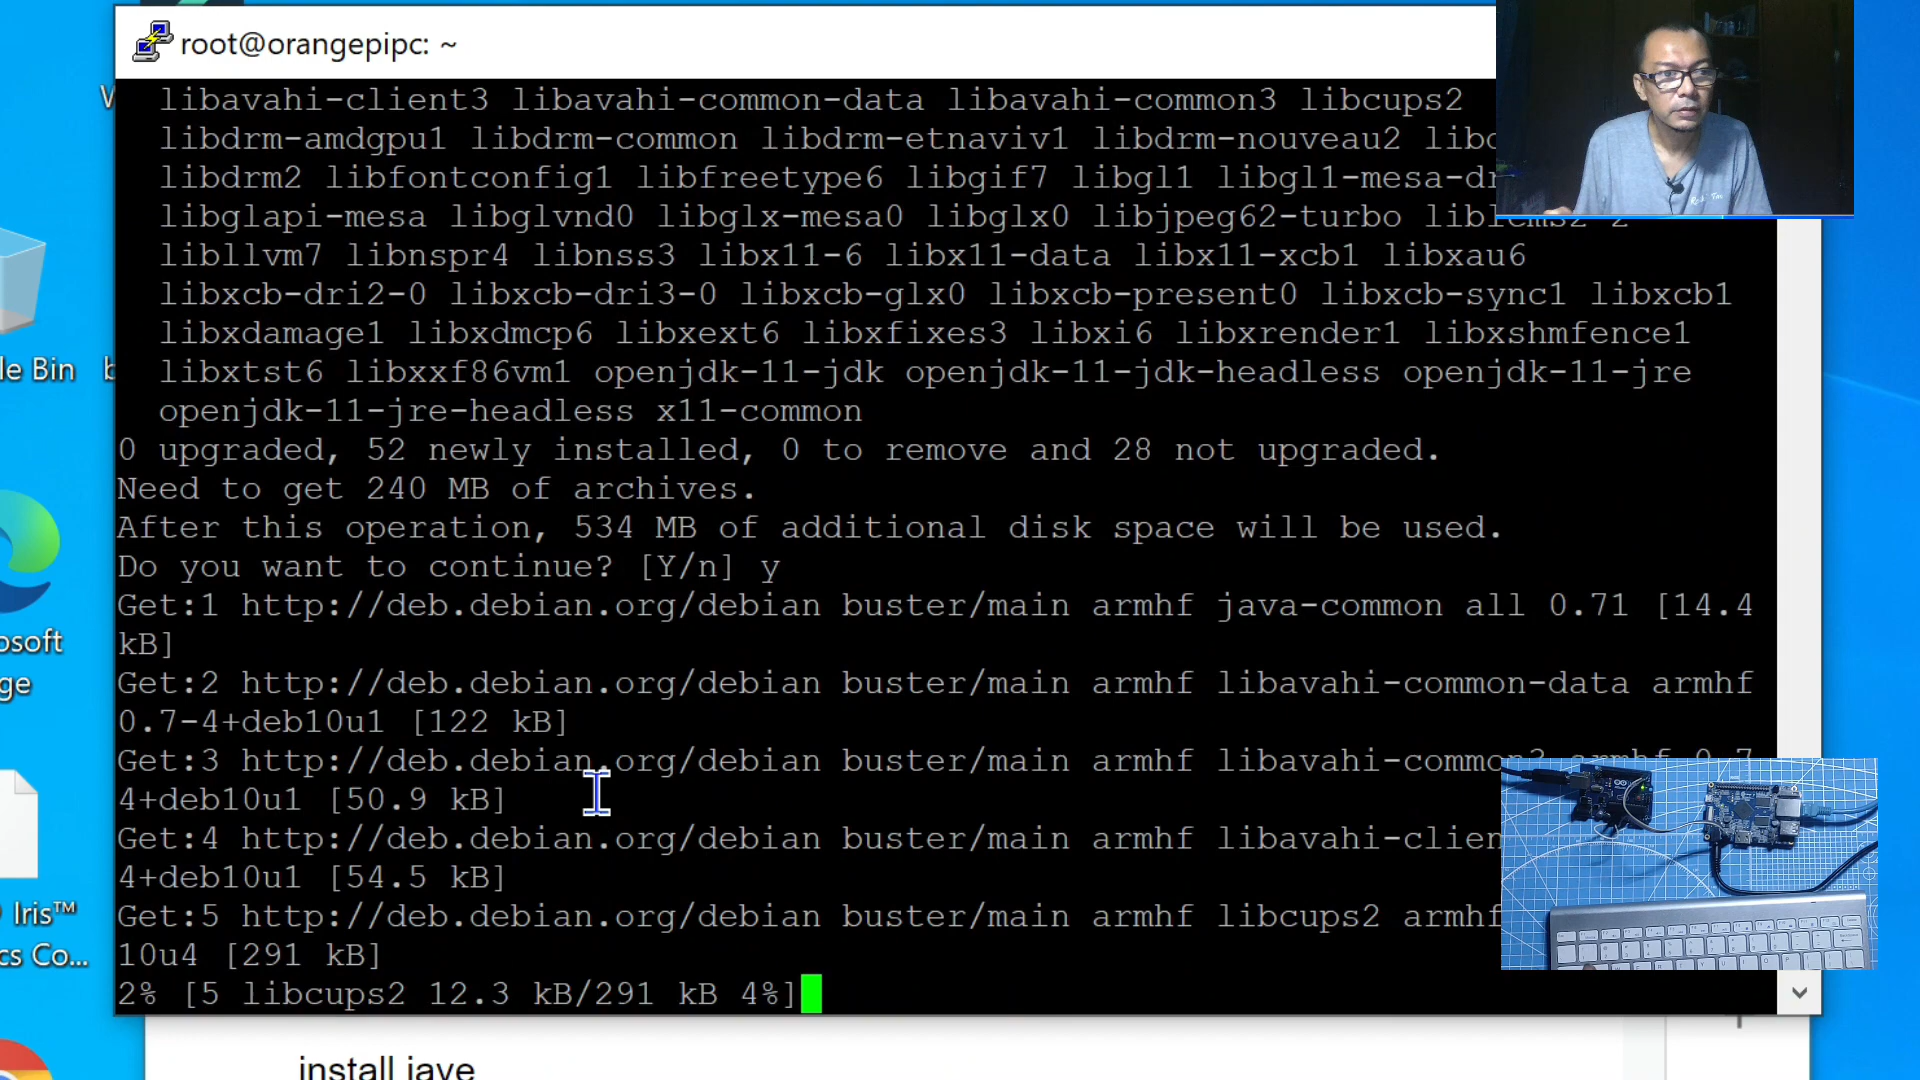 root@orangepipc: ~
libavahi-client3 libavahi-common-data libavahi-common3 libcups2
libdrm-amdgpu1 libdrm-common libdrm-etnaviv1 libdrm-nouveau2
libdrm2 libfontconfig1 libfreetype6 libgif7 libgl1 libgl1-mesa-dr
libglapi-mesa libglvnd0 libglx-mesa0 libglx0 libjpeg62-turbo liblcms2-2
libllvm7 libnspr4 libnss3 libx11-6 libx11-data libx11-xcb1 libxau6
libxcb-dri2-0 libxcb-dri3-0 libxcb-glx0 libxcb-present0 libxcb-sync1 libxcb1
libxdamage1 libxdmcp6 libxext6 libxfixes3 libxi6 libxrender1 libxshmfence1
libxtst6 libxxf86vm1 openjdk-11-jdk openjdk-11-jdk-headless openjdk-11-jre
openjdk-11-jre-headless x11-common
0 upgraded, 52 newly installed, 0 to remove and 28 not upgraded.
Need to get 240 MB of archives.
After this operation, 534 MB of additional disk space will be used.
Do you want to continue? [Y/n] y
Get:1 http://deb.debian.org/debian buster/main armhf java-common all 0.71 [14.4
kB]
Get:2 http://deb.debian.org/debian buster/main armhf libavahi-common-data armhf
0.7-4+deb10u1 [122 kB]
Get:3 http://deb.debian.org/debian buster/main armhf libavahi-common3 armhf 0.7
4+deb10u1 [50.9 kB]
Get:4 http://deb.debian.org/debian buster/main armhf libavahi-clien
4+deb10u1 [54.5 kB]
Get:5 http://deb.debian.org/debian buster/main armhf libcups2 armhf
10u4 [291 kB]
2% [5 libcups2 12.3 kB/291 kB 4%]
le Bin
osoft
ge
Iris™
cs Co...
install jave